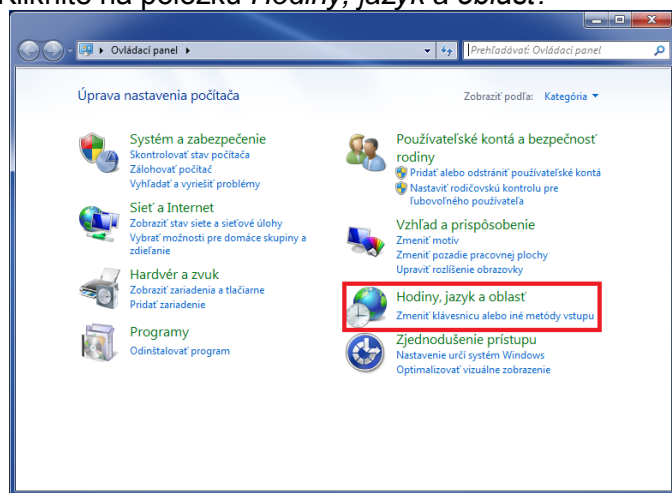 Kliknite na položku Hodiny, jazyk a oblasť.
Ovládací panel
Prehľadávať: Ovládací panel
Úprava nastavenia počítača
Zobraziť podľa: Kategória
Systém a zabezpečenie
Skontrolovať stav počítača
Zálohovať počítač
Vyhľadať a vyriešiť problémy
Sieť a Internet
Zobraziť stav siete a sieťové úlohy
Vybrať možnosti pre domáce skupiny a
zdieľanie
Hardvér a zvuk
Zobraziť zariadenia a tlačiarne
Pridať zariadenie
Programy
Odinštalovať program
Používateľské kontá a bezpečnosť
rodiny
Pridať alebo odstrániť používateľské kontá
Nastaviť rodičovskú kontrolu pre
ľubovoľného používateľa
Vzhľad a prispôsobenie
Zmeniť motív
Zmeniť pozadie pracovnej plochy
Upraviť rozlíšenie obrazovky
Hodiny, jazyk a oblasť
Zmeniť klávesnicu alebo iné metódy vstupu
Zjednodušenie prístupu
Nastavenie určí systém Windows
Optimalizovať vizuálne zobrazenie